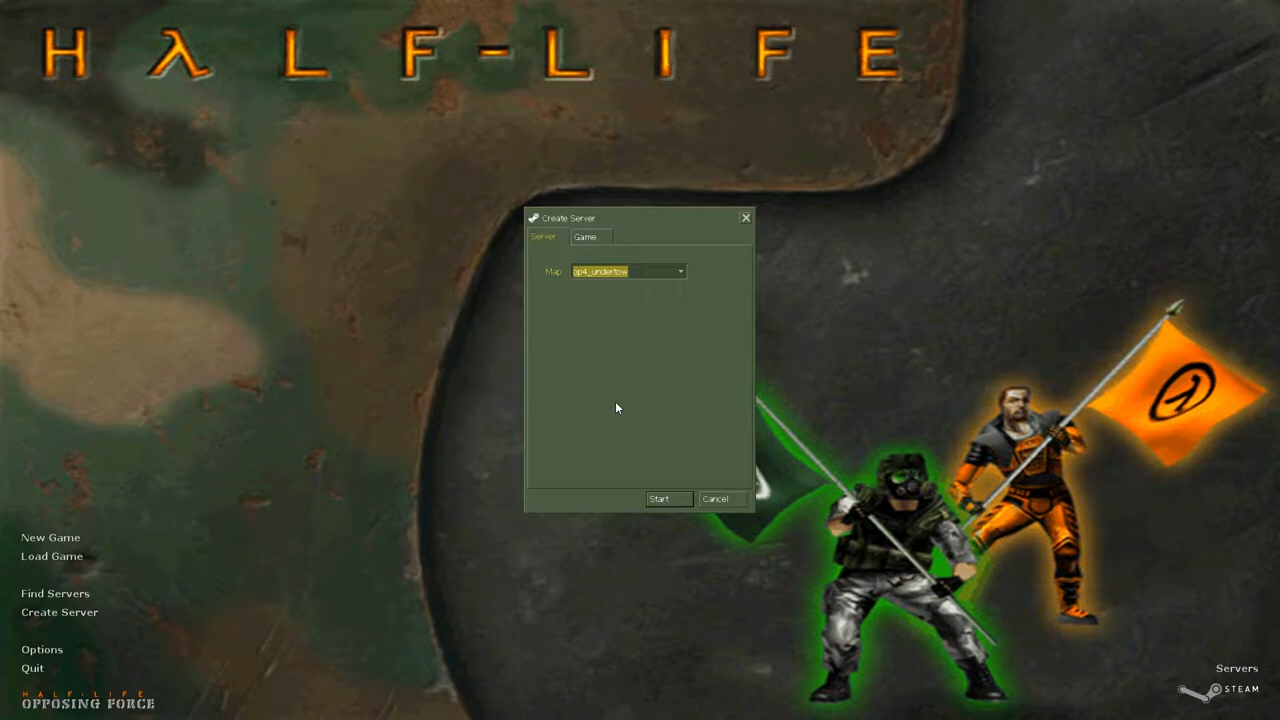 HλLF-LIFE
Create Server
Server
Game
Map
op4_undertow
Start
Cancel
New Game
Load Game
Find Servers
Create Server
Options
Quit
HALF-LIFE
OPPOSING FORCE
Servers
STEAM